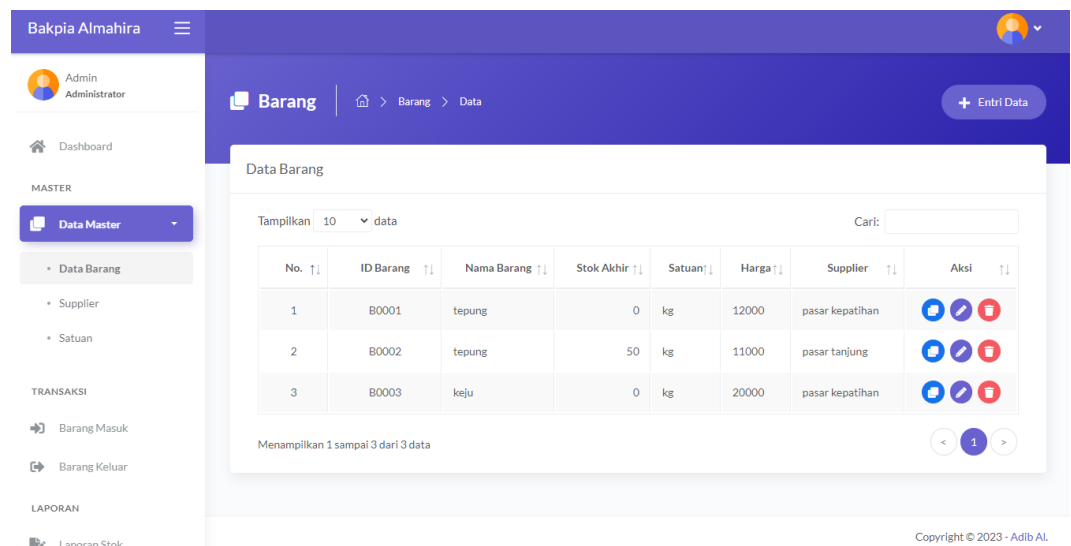 Bakpia Almahira
Admin
Administrator
Dashboard
MASTER
Data Master
Data Barang
Supplier
Satuan
TRANSAKSI
Barang Masuk
Barang Keluar
LAPORAN
Laporan Stok
Barang > Barang > Data
+ Entri Data
Data Barang
Tampilkan 10 data Cari:
No. ID Barang Nama Barang Stok Akhir Satuan Harga Supplier Aksi
1 B0001 tepung 0 kg 12000 pasar kepatihan
2 B0002 tepung 50 kg 11000 pasar tanjung
3 B0003 keju 0 kg 20000 pasar kepatihan
Menampilkan 1 sampai 3 dari 3 data < 1 >
Copyright © 2023 - Adib Al.